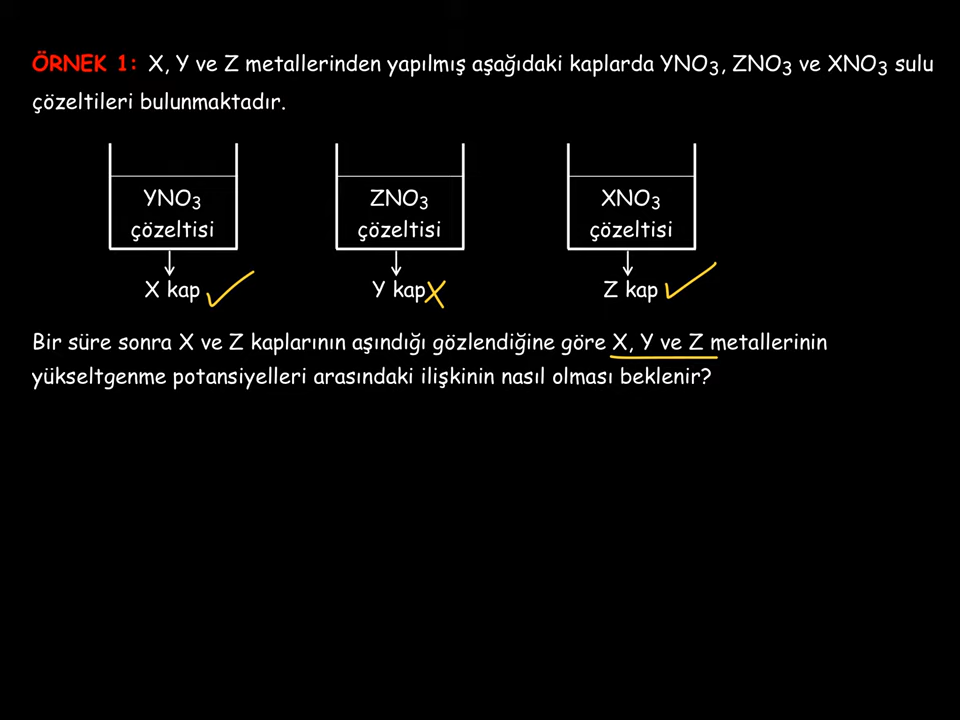 ÖRNEK 1: X, Y ve Z metallerinden yapılmış aşağıdaki kaplarda YNO₃, ZNO₃ ve XNO₃ sulu
çözeltileri bulunmaktadır.
YNO₃ ZNO₃ XNO₃
çözeltisi çözeltisi çözeltisi
X kap Y kap Z kap
Bir süre sonra X ve Z kaplarının aşındığı gözlendiğine göre X, Y ve Z metallerinin
yükseltgenme potansiyelleri arasındaki ilişkinin nasıl olması beklenir?